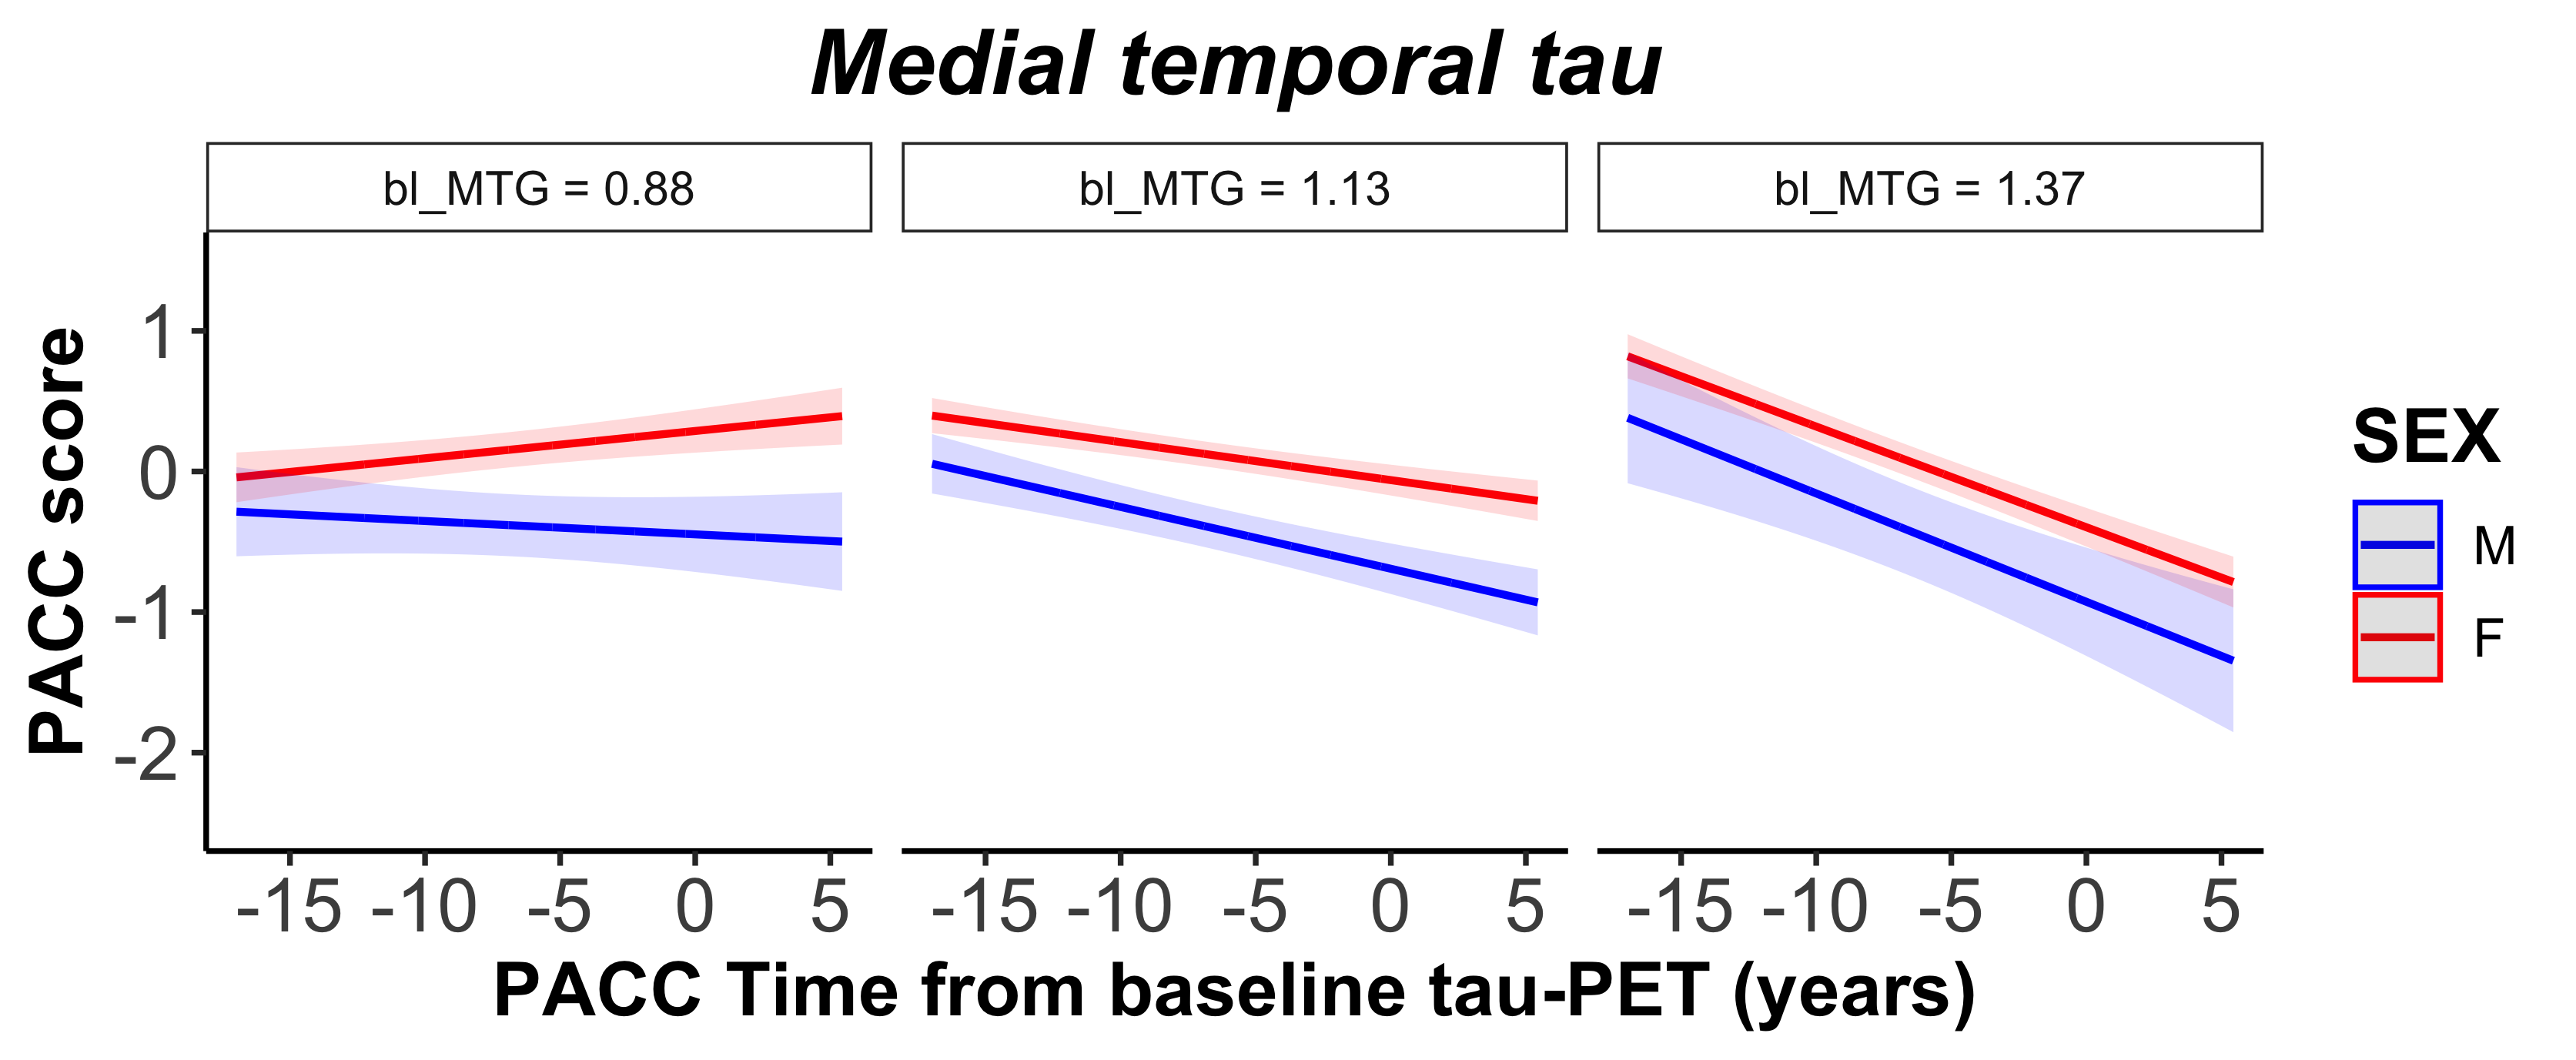 Medial temporal tau
bl_MTG = 0.88
bl_MTG = 1.13
bl_MTG = 1.37
PACC score
1
0
-1
-2
-15 -10 -5 0 5
-15 -10 -5 0 5
-15 -10 -5 0 5
PACC Time from baseline tau-PET (years)
SEX
M
F